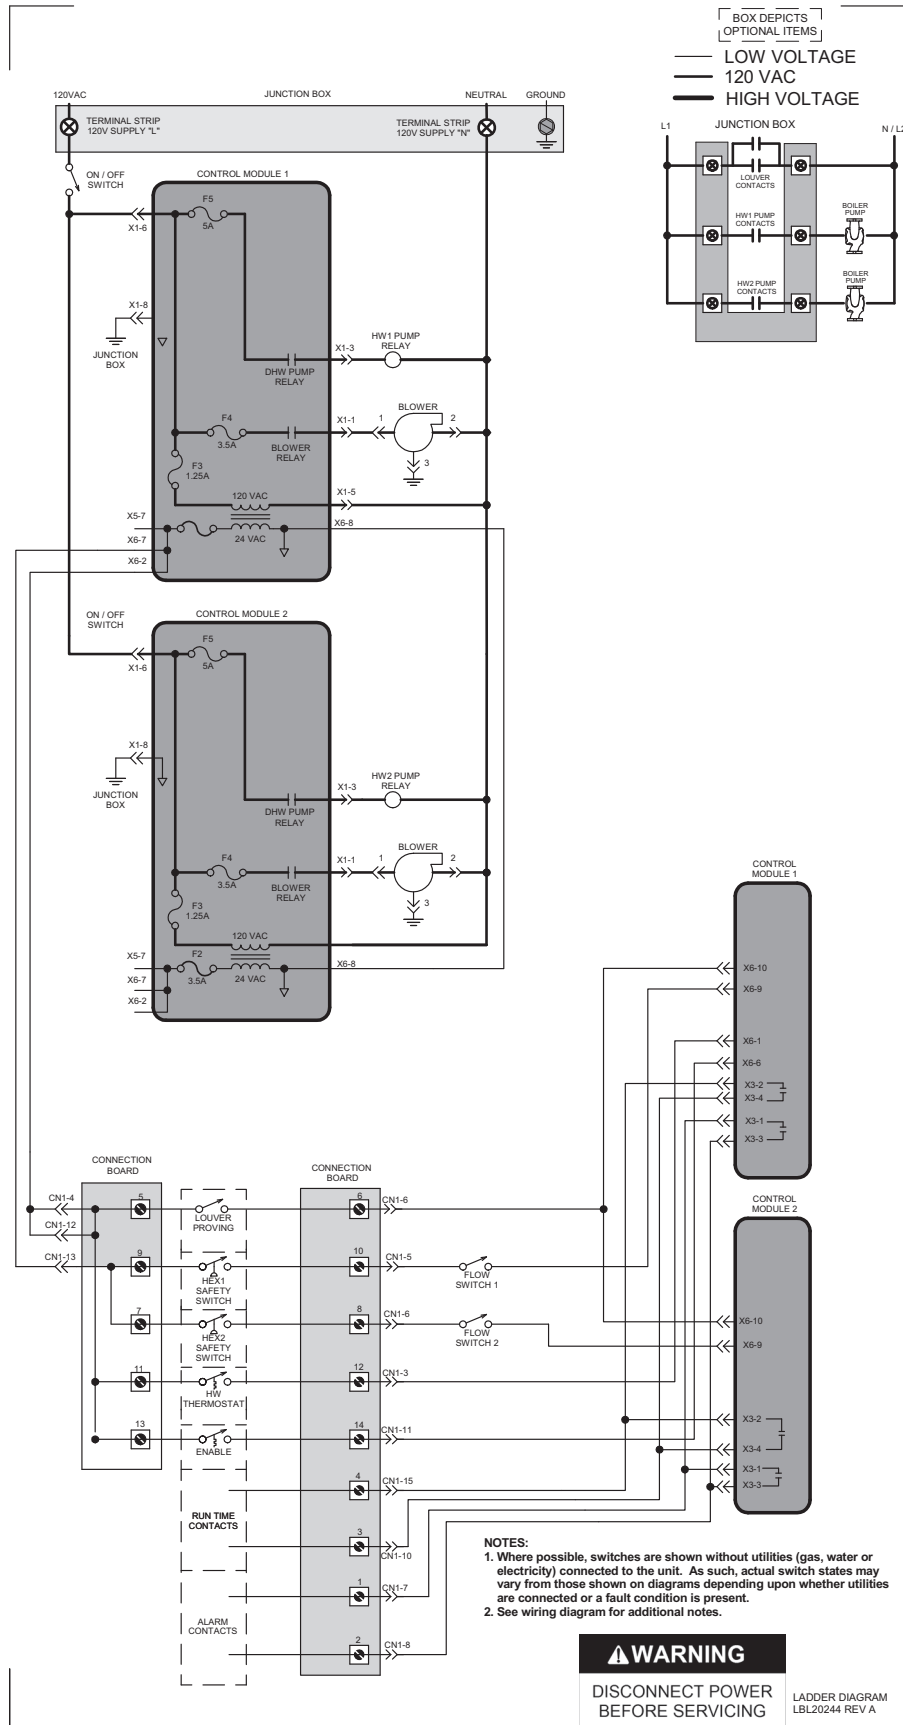 BOX DEPICTS
OPTIONAL ITEMS
LOW VOLTAGE
120 VAC
HIGH VOLTAGE
120VAC
JUNCTION BOX
NEUTRAL
GROUND
TERMINAL STRIP
120V SUPPLY "L"
TERMINAL STRIP
120V SUPPLY "N"
L1
JUNCTION BOX
N / L2
LOUVER
CONTACTS
HW1 PUMP
CONTACTS
BOILER
PUMP
HW2 PUMP
CONTACTS
BOILER
PUMP
ON / OFF
SWITCH
CONTROL MODULE 1
F5
5A
X1-6
X1-8
JUNCTION
BOX
DHW PUMP
RELAY
X1-3
HW1 PUMP
RELAY
F4
3.5A
BLOWER
RELAY
X1-1
1
BLOWER
2
3
F3
1.25A
120 VAC
X1-5
X5-7
X6-7
X6-2
24 VAC
X6-8
ON / OFF
SWITCH
CONTROL MODULE 2
F5
5A
X1-6
X1-8
JUNCTION
BOX
DHW PUMP
RELAY
X1-3
HW2 PUMP
RELAY
F4
3.5A
BLOWER
RELAY
X1-1
1
BLOWER
2
3
F3
1.25A
120 VAC
X5-7
X6-7
X6-2
F2
3.5A
24 VAC
X6-8
CONTROL
MODULE 1
X6-10
X6-9
X6-1
X6-6
X3-2
X3-4
X3-1
X3-3
CONTROL
MODULE 2
X6-10
X6-9
X3-2
X3-4
X3-1
X3-3
CONNECTION
BOARD
CONNECTION
BOARD
CN1-4
5
LOUVER
PROVING
6
CN1-6
CN1-12
CN1-13
9
HEX1
SAFETY
SWITCH
10
CN1-5
FLOW
SWITCH 1
7
HEX2
SAFETY
SWITCH
8
CN1-6
FLOW
SWITCH 2
11
HW
THERMOSTAT
12
CN1-3
13
ENABLE
14
CN1-11
RUN TIME
CONTACTS
4
CN1-15
3
CN1-10
ALARM
CONTACTS
1
CN1-7
2
CN1-8
NOTES:
1. Where possible, switches are shown without utilities (gas, water or
electricity) connected to the unit. As such, actual switch states may
vary from those shown on diagrams depending upon whether utilities
are connected or a fault condition is present.
2. See wiring diagram for additional notes.
WARNING
DISCONNECT POWER
BEFORE SERVICING
LADDER DIAGRAM
LBL20244 REV A